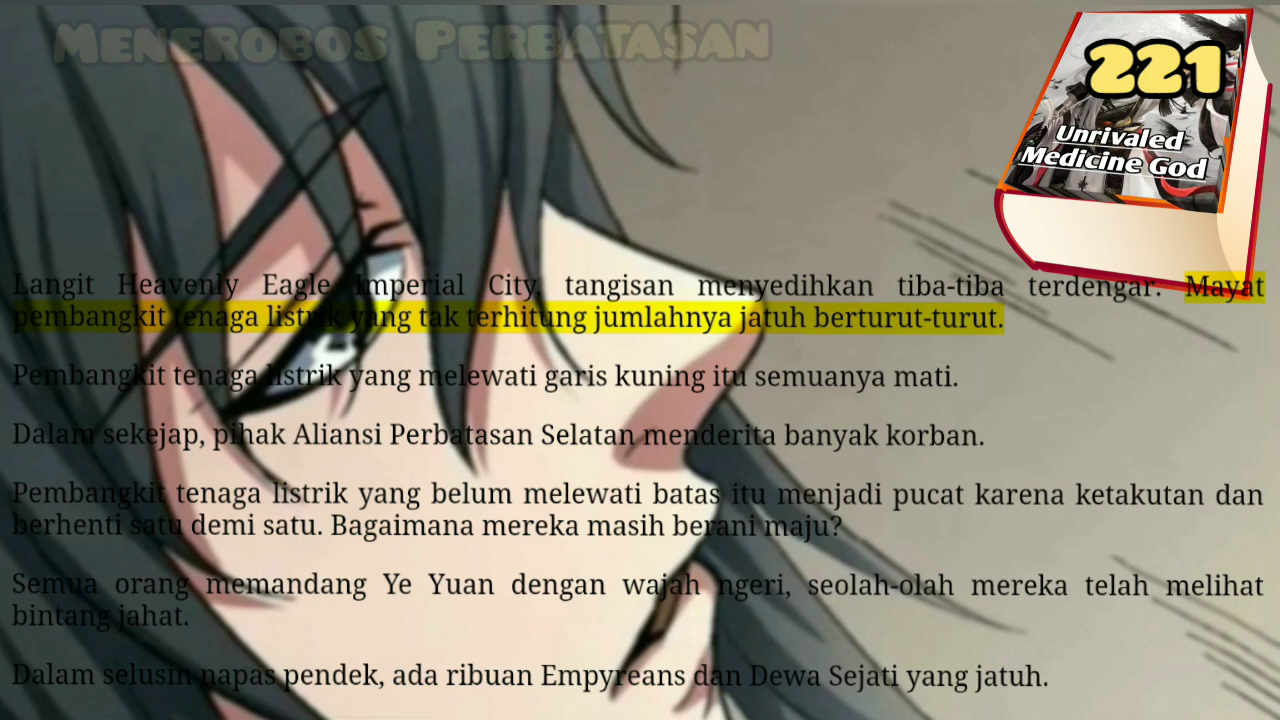 Menerobos Perbatasan
221
Unrivaled
Medicine God
Langit Heavenly Eagle Imperial City, tangisan menyedihkan tiba-tiba terdengar. Mayat
pembangkit tenaga listrik yang tak terhitung jumlahnya jatuh berturut-turut.
Pembangkit tenaga listrik yang melewati garis kuning itu semuanya mati.
Dalam sekejap, pihak Aliansi Perbatasan Selatan menderita banyak korban.
Pembangkit tenaga listrik yang belum melewati batas itu menjadi pucat karena ketakutan dan
berhenti satu demi satu. Bagaimana mereka masih berani maju?
Semua orang memandang Ye Yuan dengan wajah ngeri, seolah-olah mereka telah melihat
bintang jahat.
Dalam selusin napas pendek, ada ribuan Empyreans dan Dewa Sejati yang jatuh.